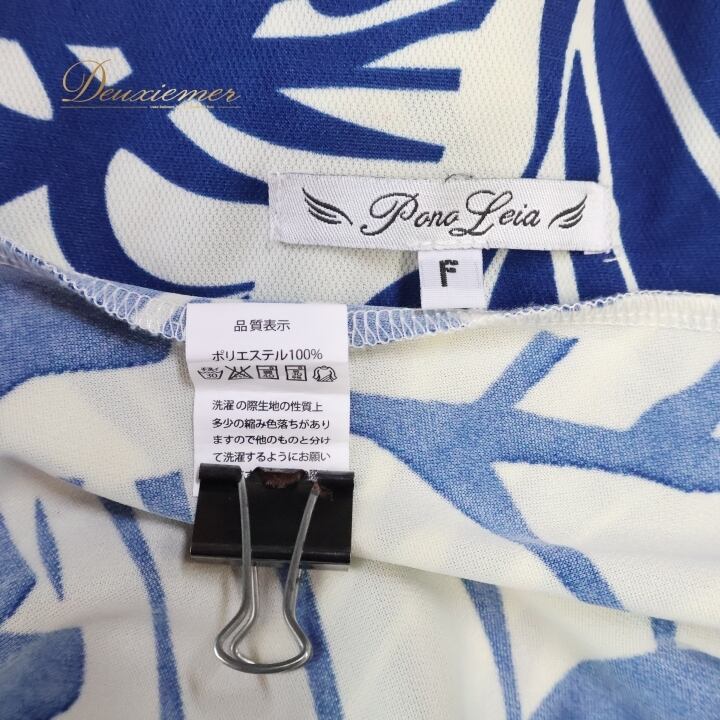 Deuxiemer
Pono Leia
F
品質表示
ポリエステル100%
洗濯の際生地の性質上
多少の縮み色落ちがあり
ますので他のものと分け
て洗濯するようにお願い